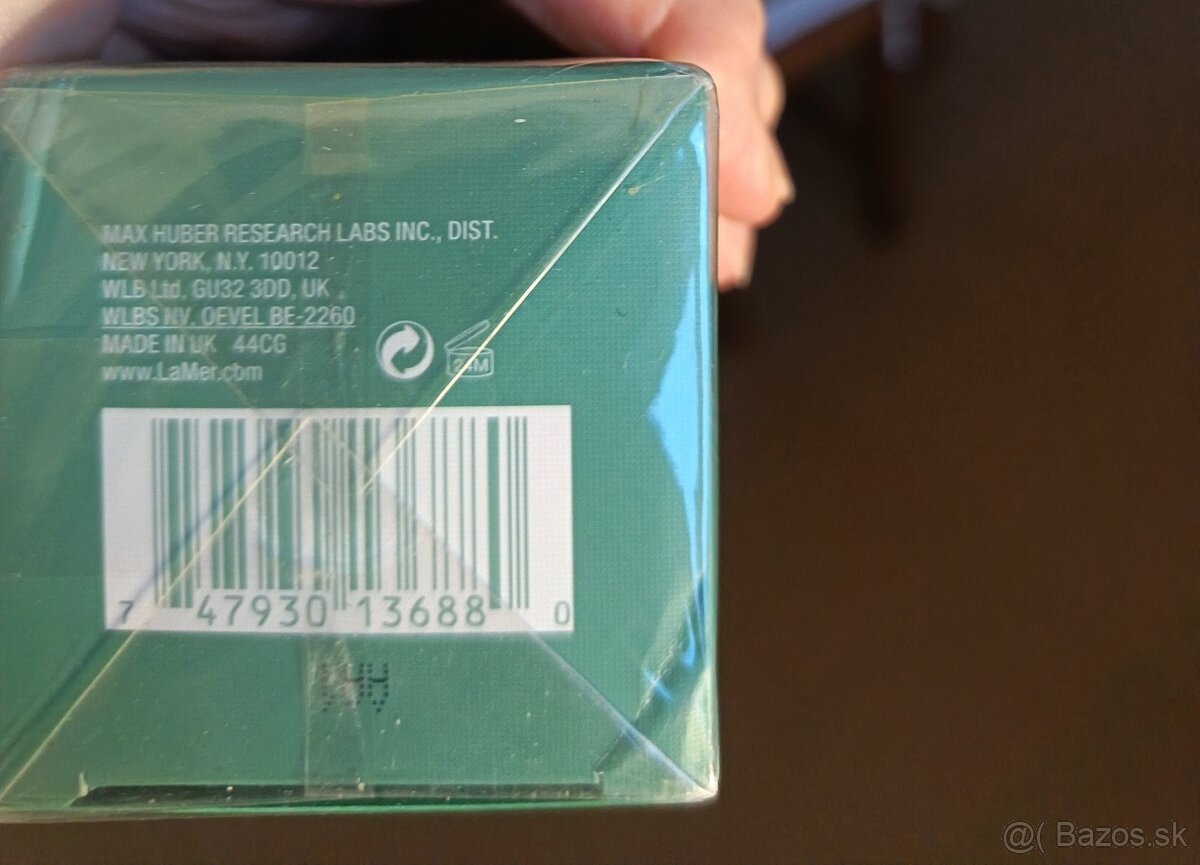 MAX HUBER RESEARCH LABS INC., DIST.
NEW YORK, N.Y. 10012
WLB Ltd. GU32 3DD, UK
WLBS NV. OEVEL BE-2260
MADE IN UK 44CG
www.LaMer.com
24M
7 47930 13688 0
@( Bazos.sk